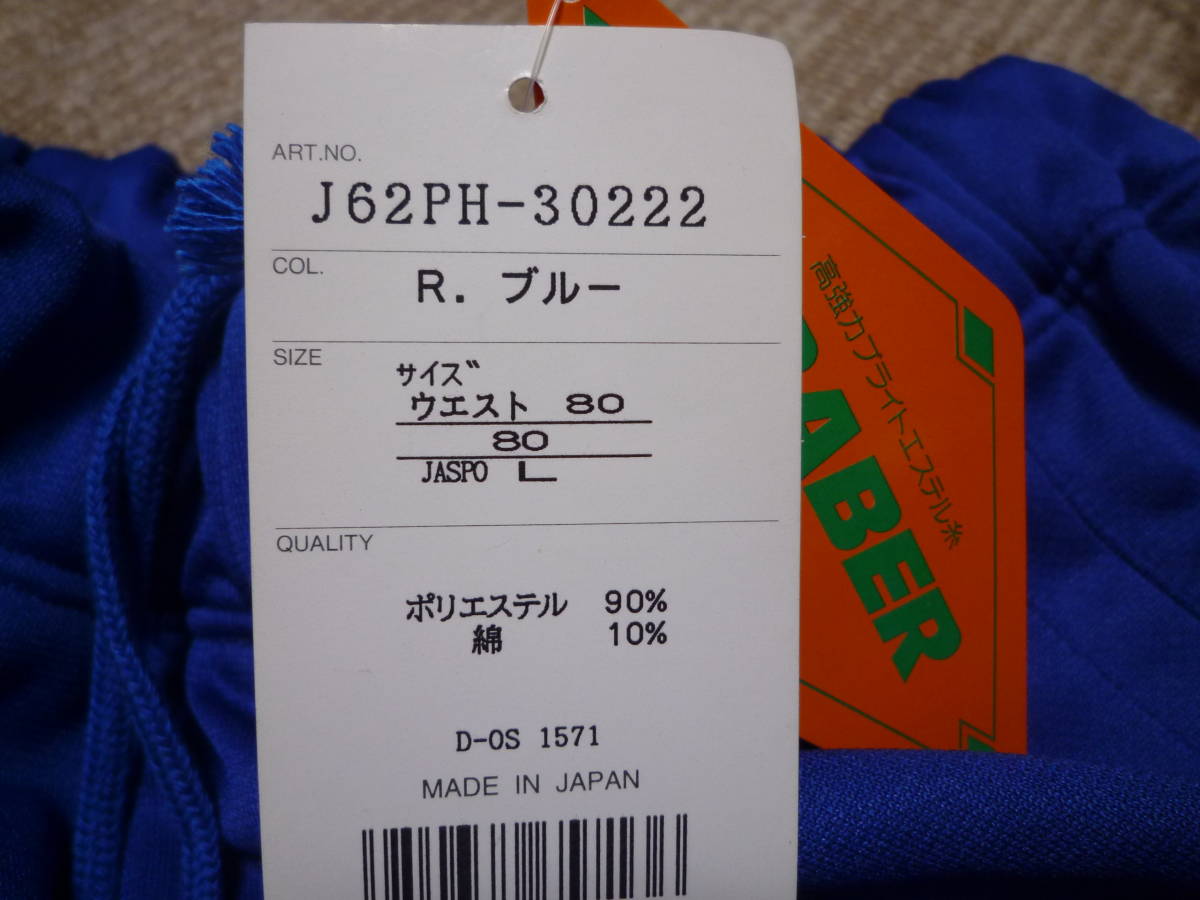 ART.NO.
J62PH-30222
COL.
R. ブルー
SIZE
サイズ
ウエスト 80
80
JASPO L
QUALITY
ポリエステル 90%
綿 10%
D-OS 1571
MADE IN JAPAN
高強力ブライトエステル糸